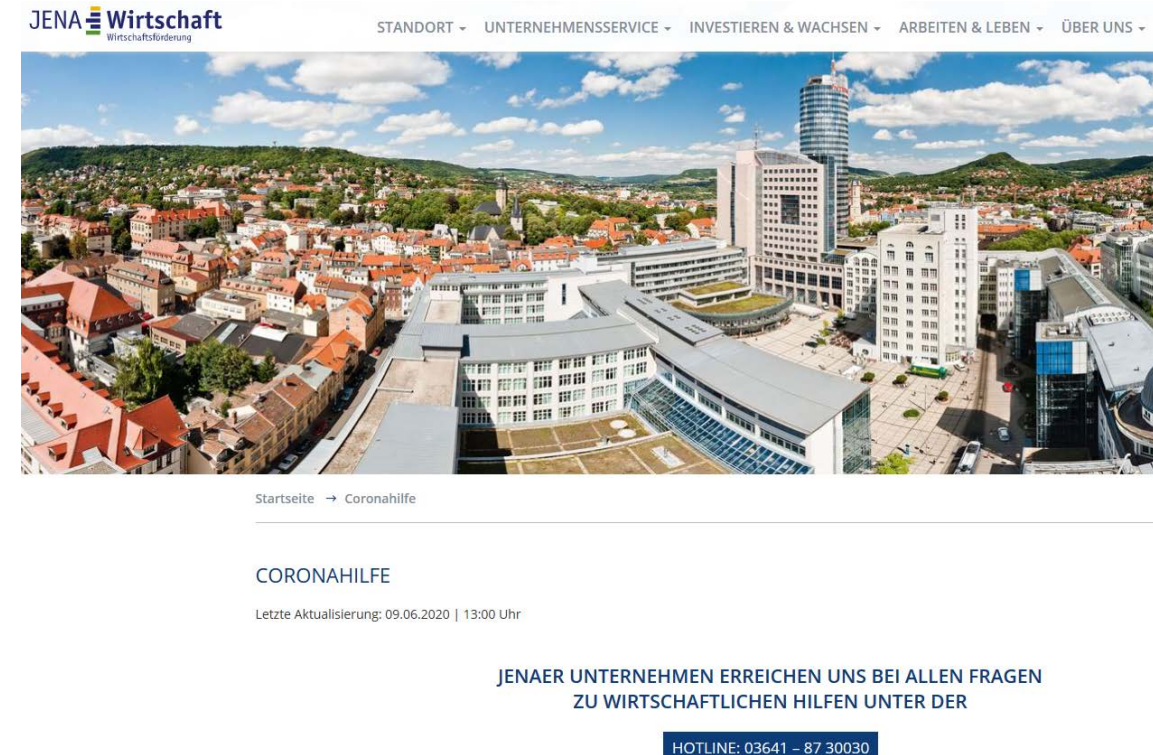 JENA Wirtschaft
Wirtschaftsförderung
STANDORT UNTERNEHMENSSERVICE INVESTIEREN & WACHSEN ARBEITEN & LEBEN ÜBER UNS
Startseite → Coronahilfe
CORONAHILFE
Letzte Aktualisierung: 09.06.2020 | 13:00 Uhr
JENAER UNTERNEHMEN ERREICHEN UNS BEI ALLEN FRAGEN
ZU WIRTSCHAFTLICHEN HILFEN UNTER DER
HOTLINE: 03641 – 87 30030